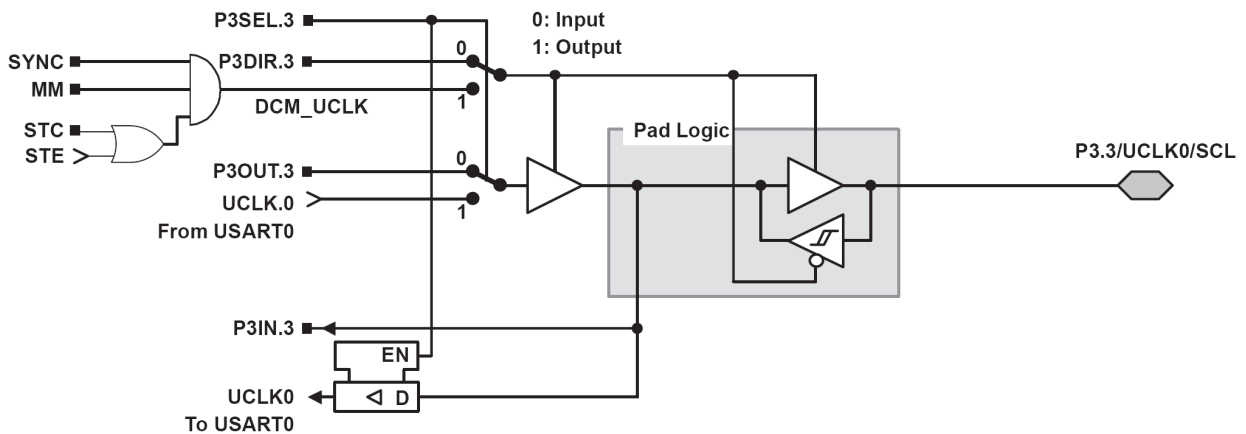 P3SEL.3
0: Input
1: Output
SYNC
P3DIR.3
0
MM
DCM_UCLK
1
STC
STE
Pad Logic
P3.3/UCLK0/SCL
P3OUT.3
0
UCLK.0
1
From USART0
P3IN.3
EN
UCLK0
D
To USART0